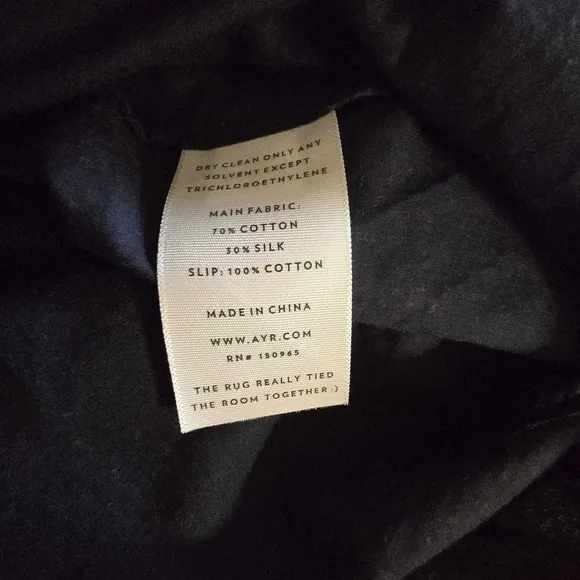 DRY CLEAN ONLY ANY
SOLVENT EXCEPT
TRICHLOROETHYLENE
MAIN FABRIC:
70% COTTON
30% SILK
SLIP: 100% COTTON
MADE IN CHINA
WWW.AYR.COM
RN# 150965
THE RUG REALLY TIED
THE ROOM TOGETHER :)